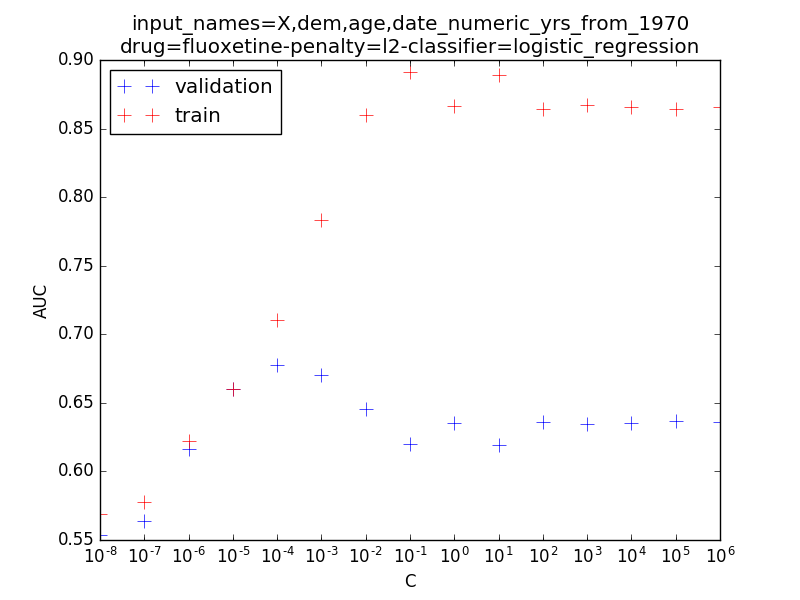 input_names=X,dem,age,date_numeric_yrs_from_1970
drug=fluoxetine-penalty=l2-classifier=logistic_regression
validation
train
0.90
0.85
0.80
0.75
0.70
0.65
0.60
0.55
AUC
10^-8 10^-7 10^-6 10^-5 10^-4 10^-3 10^-2 10^-1 10^0 10^1 10^2 10^3 10^4 10^5 10^6
C